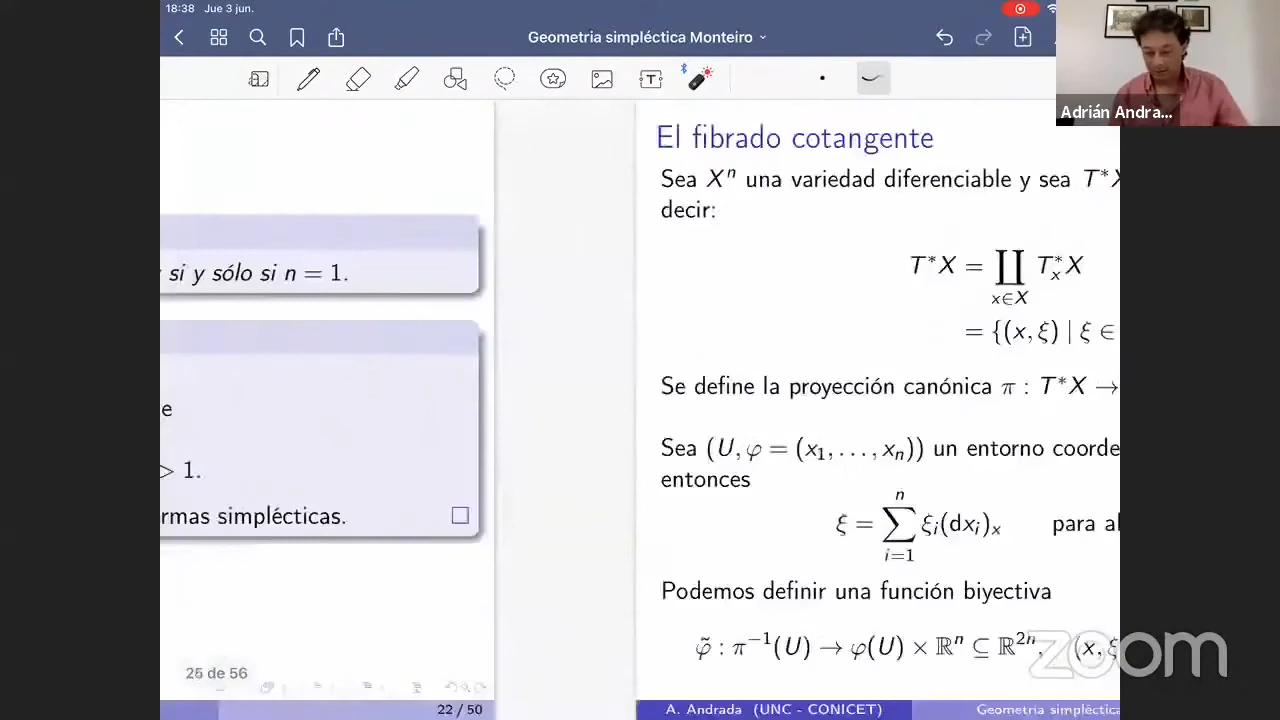 18:38 Jue 3 jun.
Geometria simpléctica Monteiro
Adrián Andra...
si y sólo si n = 1.
e
> 1.
rmas simplécticas.
25 de 56
22 / 50
El fibrado cotangente
Sea Xⁿ una variedad diferenciable y sea T*X
decir:
T*X = ∐ T*ₓX
x∈X
= {(x, ξ) | ξ ∈
Se define la proyección canónica π : T*X →
Sea (U, φ = (x₁, . . . , xₙ)) un entorno coorde
entonces
n
ξ = ∑ ξᵢ(dxᵢ)ₓ para al
i=1
Podemos definir una función biyectiva
φ̃ : π⁻¹(U) → φ(U) × ℝⁿ ⊆ ℝ²ⁿ, (x, ξ
zoom
A. Andrada (UNC - CONICET)
Geometria simpléctica